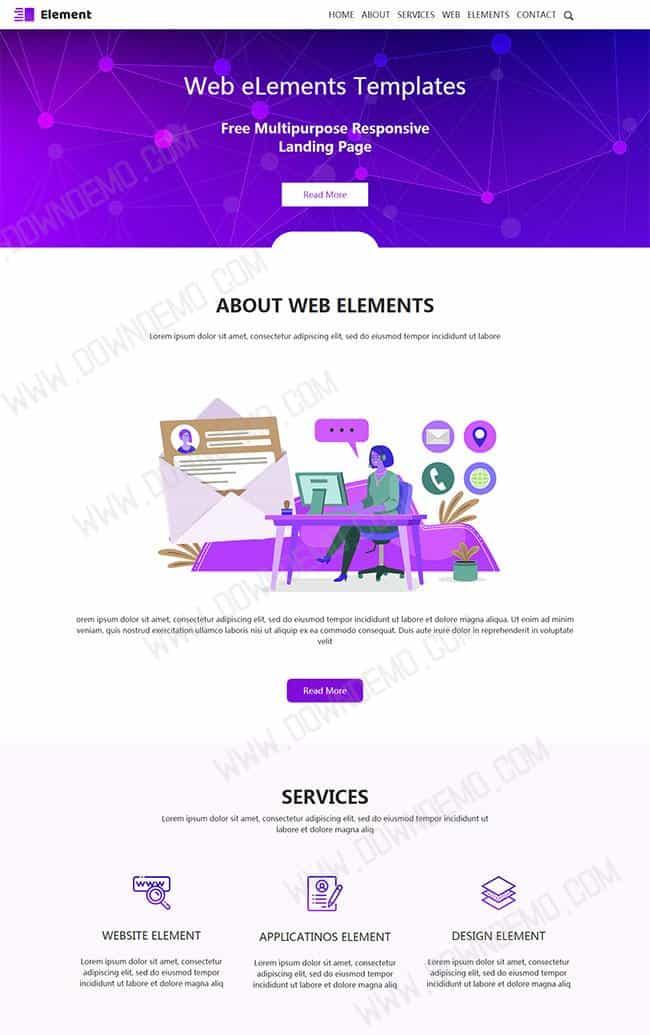 Element
HOME ABOUT SERVICES WEB ELEMENTS CONTACT
Web eLements Templates
Free Multipurpose Responsive
Landing Page
Read More
ABOUT WEB ELEMENTS
Lorem ipsum dolor sit amet, consectetur adipiscing elit, sed do eiusmod tempor incididunt ut labore
orem ipsum dolor sit amet, consectetur adipiscing elit, sed do eiusmod tempor incididunt ut labore et dolore magna aliqua. Ut enim ad minim
veniam, quis nostrud exercitation ullamco laboris nisi ut aliquip ex ea commodo consequat. Duis aute irure dolor in reprehenderit in voluptate
velit
Read More
SERVICES
Lorem ipsum dolor sit amet, consectetur adipiscing elit, sed do eiusmod tempor incididunt ut
labore et dolore magna aliq
WWW
WEBSITE ELEMENT
Lorem ipsum dolor sit amet,
consectetur adipiscing elit,
sed do eiusmod tempor
incididunt ut labore et aliq
APPLICATINOS ELEMENT
Lorem ipsum dolor sit amet,
consectetur adipiscing elit,
sed do eiusmod tempor
incididunt ut labore et aliq
DESIGN ELEMENT
Lorem ipsum dolor sit amet,
consectetur adipiscing elit,
sed do eiusmod tempor
incididunt ut labore et aliq
WWW.DOWNDEMO.COM
WWW.DOWNDEMO.COM
WWW.DOWNDEMO.COM
WWW.DOWNDEMO.COM
WWW.DOWNDEMO.COM
WWW.DOWNDEMO.COM
WWW.DOWNDEMO.COM